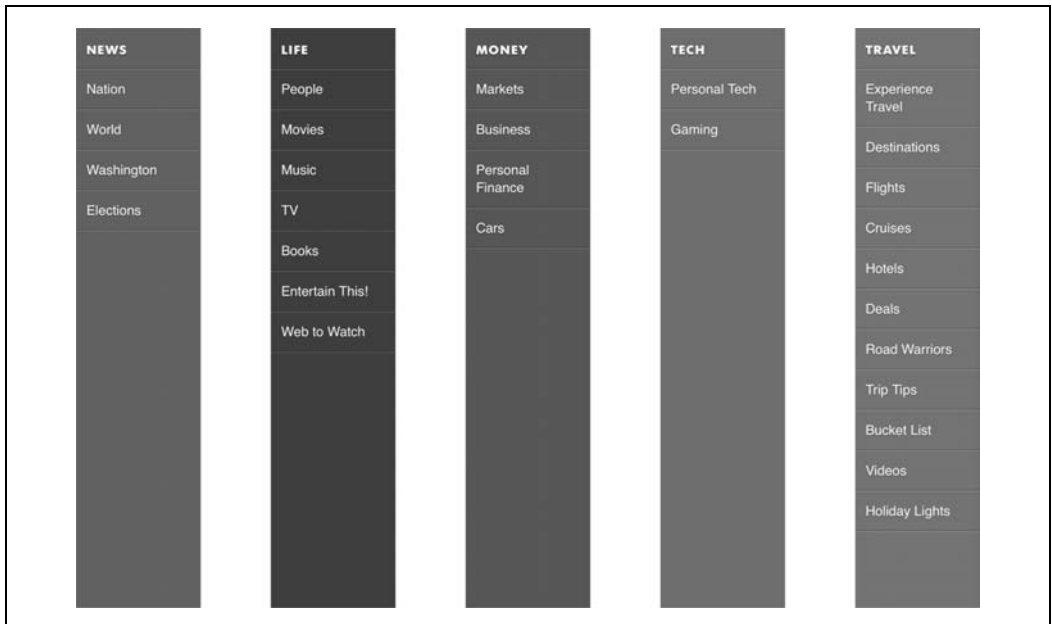 NEWS
Nation
World
Washington
Elections
LIFE
People
Movies
Music
TV
Books
Entertain This!
Web to Watch
MONEY
Markets
Business
Personal
Finance
Cars
TECH
Personal Tech
Gaming
TRAVEL
Experience
Travel
Destinations
Flights
Cruises
Hotels
Deals
Road Warriors
Trip Tips
Bucket List
Videos
Holiday Lights